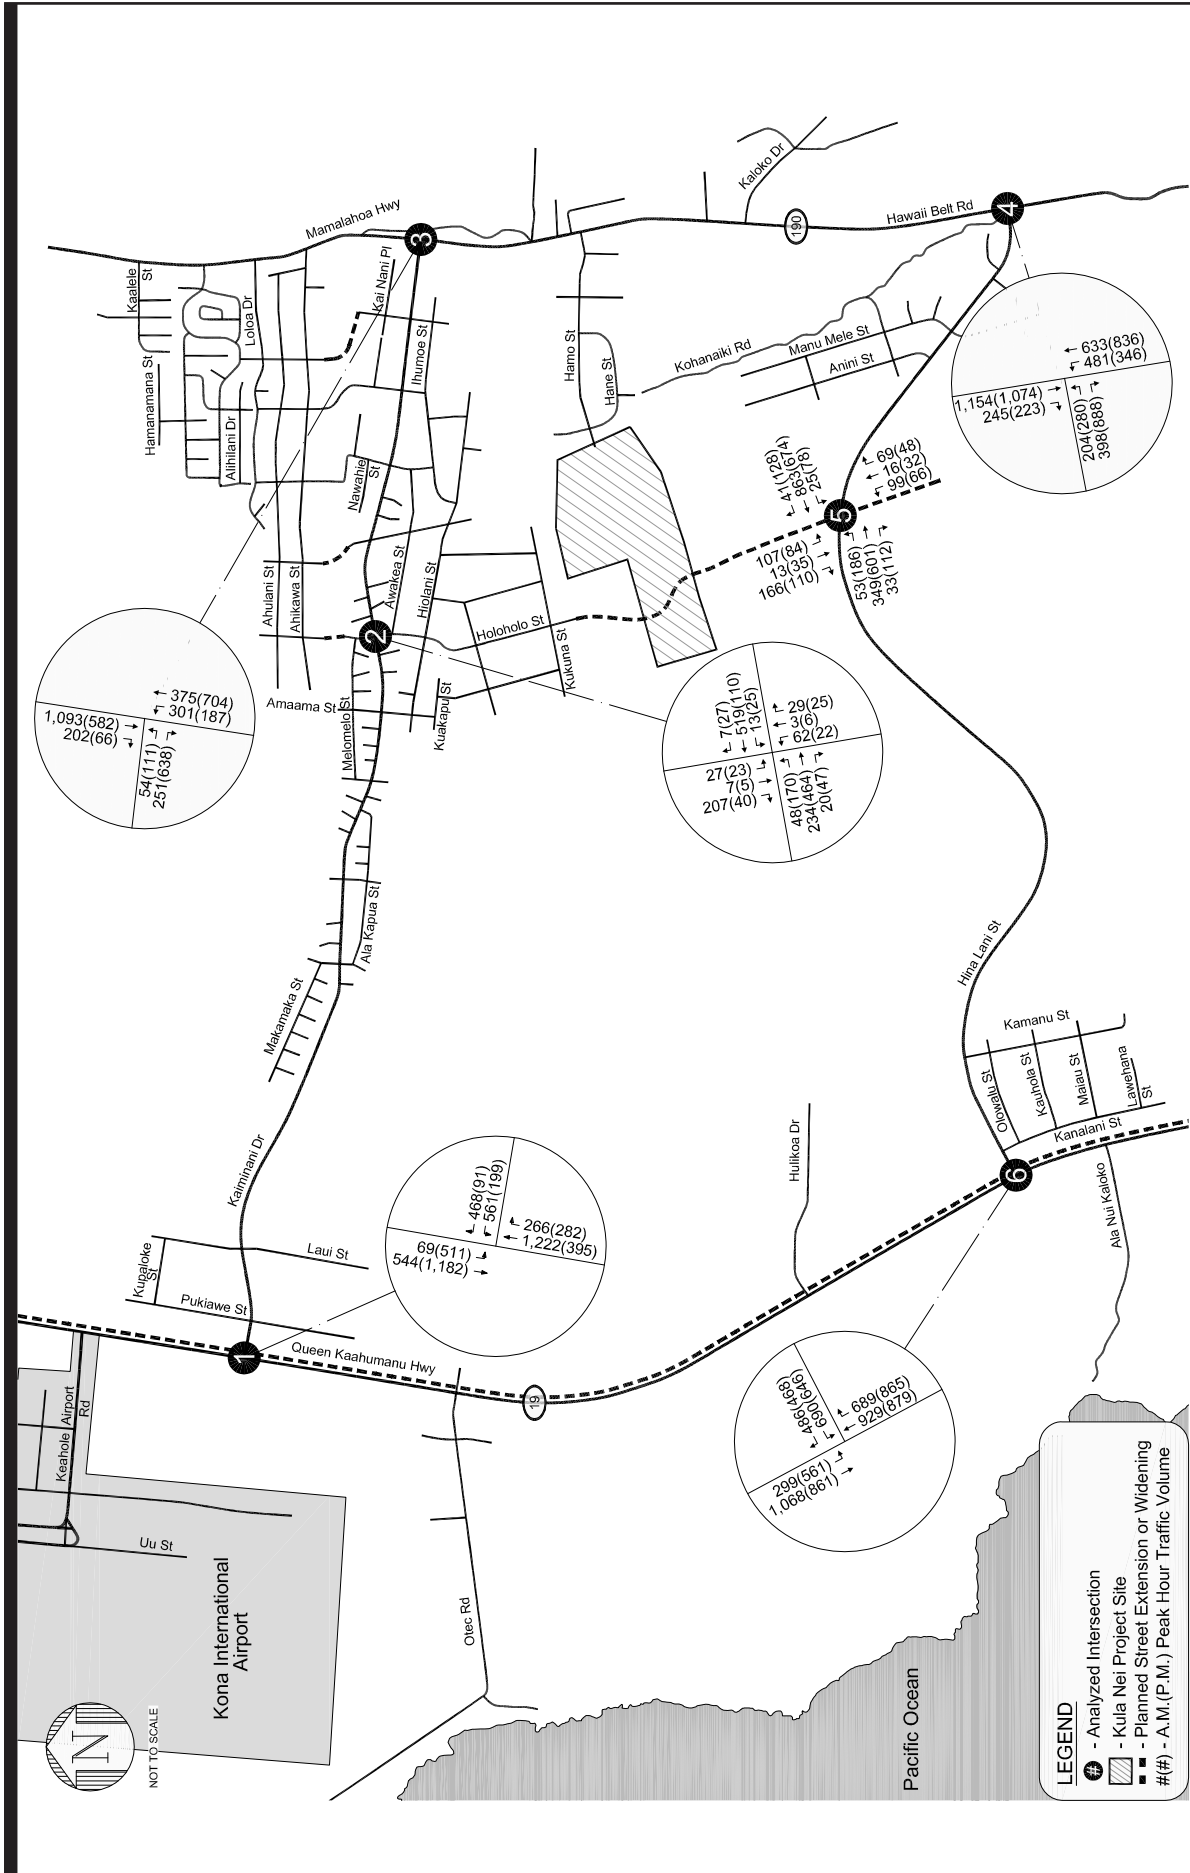 Mamalahoa Hwy
Kaalele
St
Hamanamana St
Loloa Dr
Alihilani Dr
Kai Nani Pl
3
Ihumoe St
Nawahie
St
Ahulani St
Ahikawa St
Awakea St
Hiolani St
2
Holoholo St
Kukuna St
Amaama St
Melomelo St
Kuakapu St
Ala Kapua St
Makamaka St
Kaiminani Dr
Hamo St
Hane St
Kaloko Dr
190
Hawaii Belt Rd
4
Kohanaiki Rd
Manu Mele St
Anini St
5
Hina Lani St
Kamanu St
Olowalu St
Kauhola St
Maiau St
Lawehana
St
Kanalani St
6
Ala Nui Kaloko
Hulikoa Dr
Kupaloke
St
Laui St
Pukiawe St
1
Queen Kaahumanu Hwy
19
Keahole Airport
Rd
Uu St
Kona International
Airport
Otec Rd
Pacific Ocean
N
NOT TO SCALE
375(704)
301(187)
1,093(582)
202(66)
54(111)
251(638)
7(27)
519(110)
13(25)
29(25)
3(6)
62(22)
27(23)
7(5)
207(40)
48(170)
234(464)
20(47)
41(128)
863(674)
25(78)
69(48)
16(32)
99(66)
107(84)
13(35)
166(110)
53(186)
349(601)
33(112)
633(836)
481(346)
1,154(1,074)
245(223)
204(280)
398(888)
468(91)
561(199)
266(282)
1,222(395)
69(511)
544(1,182)
486(468)
690(646)
689(865)
929(879)
299(561)
1,068(861)
LEGEND
# - Analyzed Intersection
- Kula Nei Project Site
- Planned Street Extension or Widening
#(#) - A.M.(P.M.) Peak Hour Traffic Volume